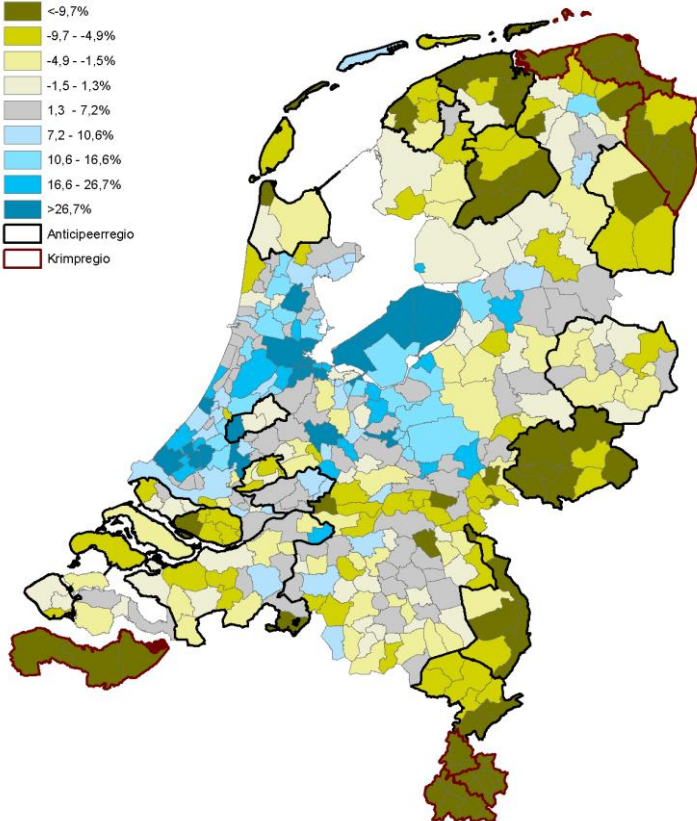 <-9,7%
-9,7 - -4,9%
-4,9 - -1,5%
-1,5 - 1,3%
1,3 - 7,2%
7,2 - 10,6%
10,6 - 16,6%
16,6 - 26,7%
>26,7%
Anticipeerregio
Krimpregio